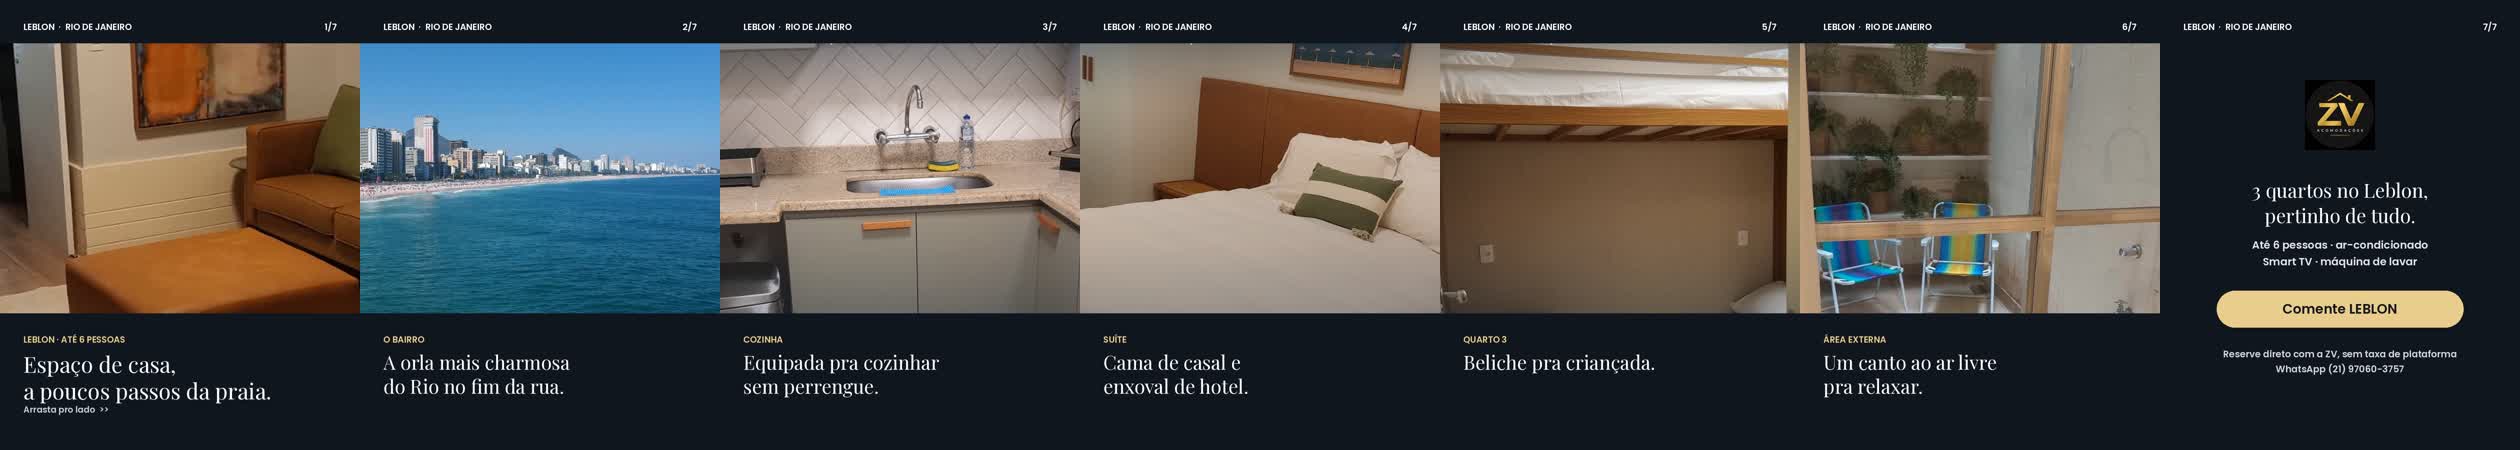 LEBLON · RIO DE JANEIRO
1/7
LEBLON · ATÉ 6 PESSOAS
Espaço de casa,
a poucos passos da praia.
Arrasta pro lado >>
LEBLON · RIO DE JANEIRO
2/7
O BAIRRO
A orla mais charmosa
do Rio no fim da rua.
LEBLON · RIO DE JANEIRO
3/7
COZINHA
Equipada pra cozinhar
sem perrengue.
LEBLON · RIO DE JANEIRO
4/7
SUÍTE
Cama de casal e
enxoval de hotel.
LEBLON · RIO DE JANEIRO
5/7
QUARTO 3
Beliche pra criançada.
LEBLON · RIO DE JANEIRO
6/7
ÁREA EXTERNA
Um canto ao ar livre
pra relaxar.
LEBLON · RIO DE JANEIRO
7/7
ZV
ACOMODAÇÕES
3 quartos no Leblon,
pertinho de tudo.
Até 6 pessoas · ar-condicionado
Smart TV · máquina de lavar
Comente LEBLON
Reserve direto com a ZV, sem taxa de plataforma
WhatsApp (21) 97060-3757